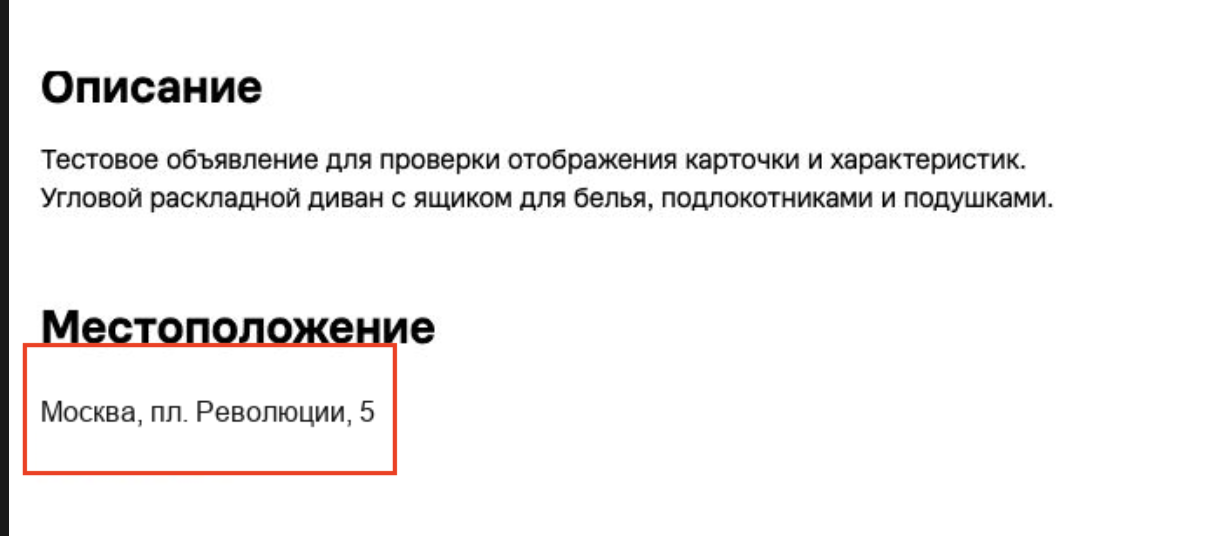 Описание
Тестовое объявление для проверки отображения карточки и характеристик.
Угловой раскладной диван с ящиком для белья, подлокотниками и подушками.
Местоположение
Москва, пл. Революции, 5